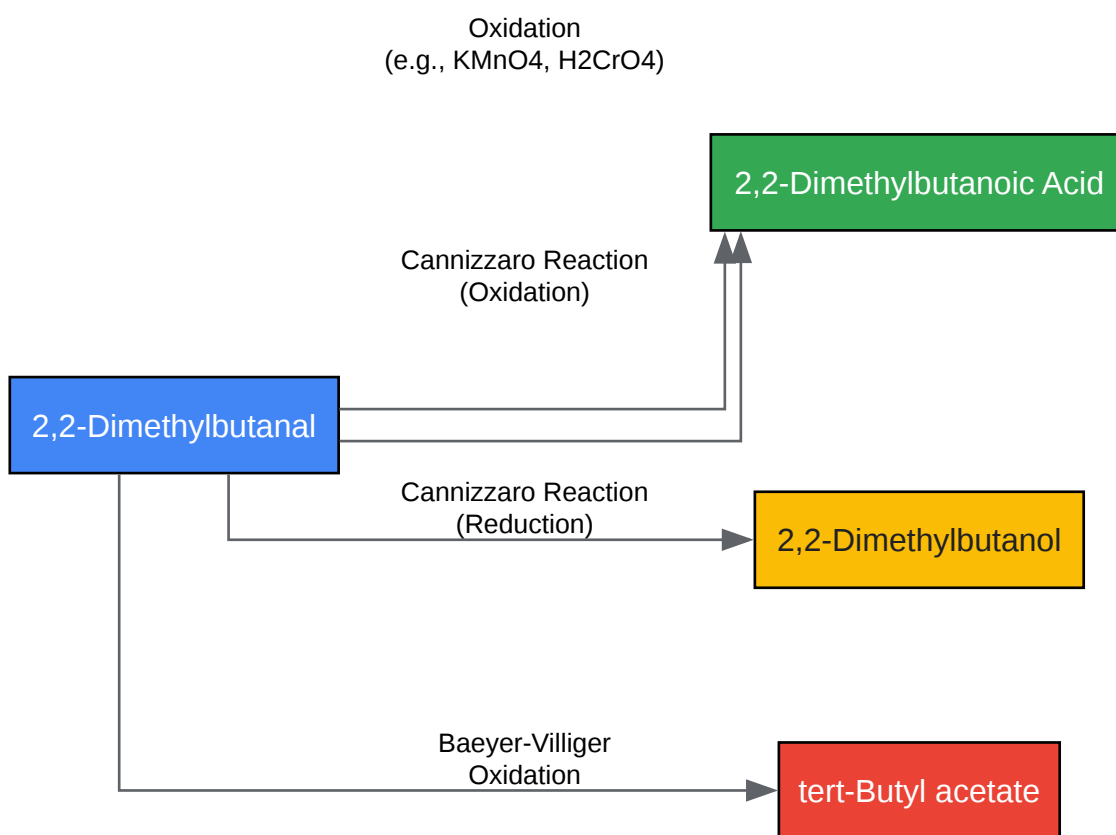 Oxidation
(e.g., KMnO4, H2CrO4)
2,2-Dimethylbutanoic Acid
Cannizzaro Reaction
(Oxidation)
2,2-Dimethylbutanal
Cannizzaro Reaction
(Reduction)
2,2-Dimethylbutanol
Baeyer-Villiger
Oxidation
tert-Butyl acetate